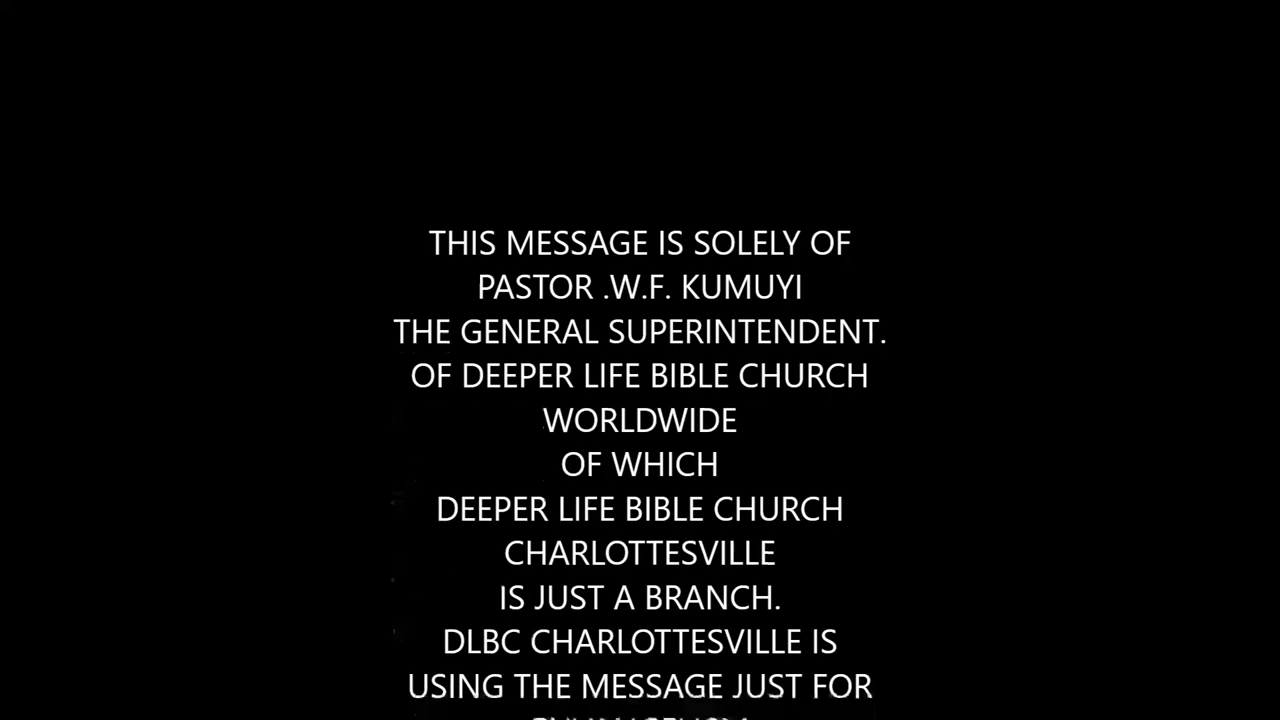 THIS MESSAGE IS SOLELY OF
PASTOR .W.F. KUMUYI
THE GENERAL SUPERINTENDENT.
OF DEEPER LIFE BIBLE CHURCH
WORLDWIDE
OF WHICH
DEEPER LIFE BIBLE CHURCH
CHARLOTTESVILLE
IS JUST A BRANCH.
DLBC CHARLOTTESVILLE IS
USING THE MESSAGE JUST FOR